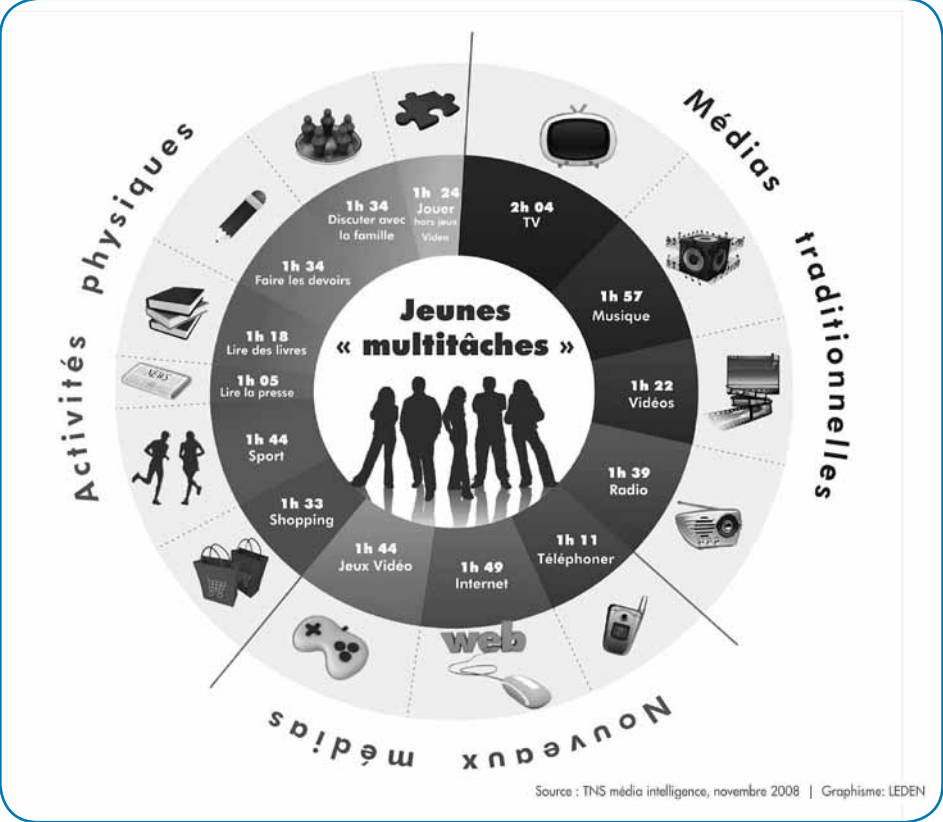 Jeunes
« multitâches »
Médias traditionnelles
2h 04
TV
1h 57
Musique
1h 22
Vidéos
1h 39
Radio
Nouveaux médias
1h 11
Téléphoner
1h 49
Internet
web
1h 44
Jeux Vidéo
Activités physiques
1h 33
Shopping
1h 44
Sport
1h 05
Lire la presse
NEWS
1h 18
Lire des livres
1h 34
Faire les devoirs
1h 34
Discuter avec
la famille
1h 24
Jouer
hors jeux
Video
Source : TNS média intelligence, novembre 2008 | Graphisme: LEDEN